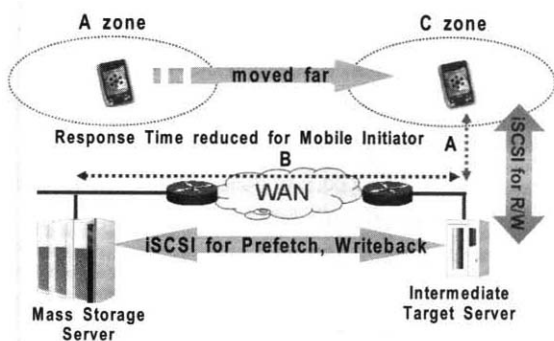 A zone
C zone
moved far
Response Time reduced for Mobile Initiator
A
B
WAN
iSCSI for R/W
iSCSI for Prefetch, Writeback
Mass Storage
Server
Intermediate
Target Server